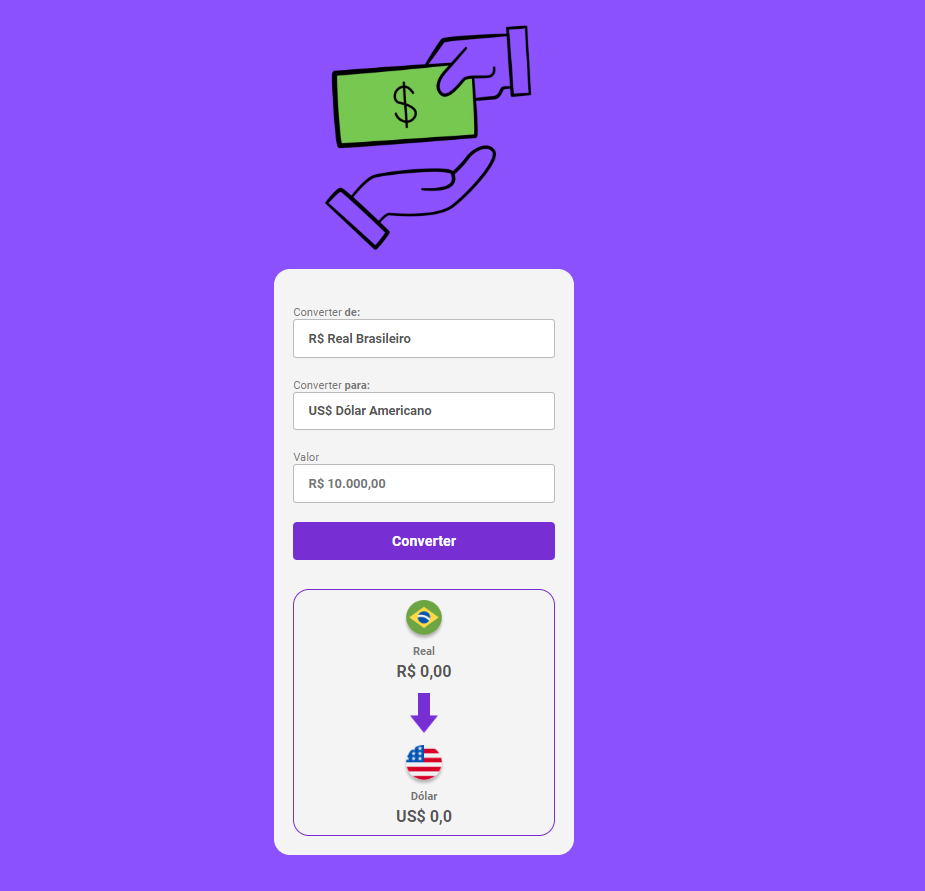 $
Converter de:
R$ Real Brasileiro
Converter para:
US$ Dólar Americano
Valor
R$ 10.000,00
Converter
Real
R$ 0,00
Dólar
US$ 0,0